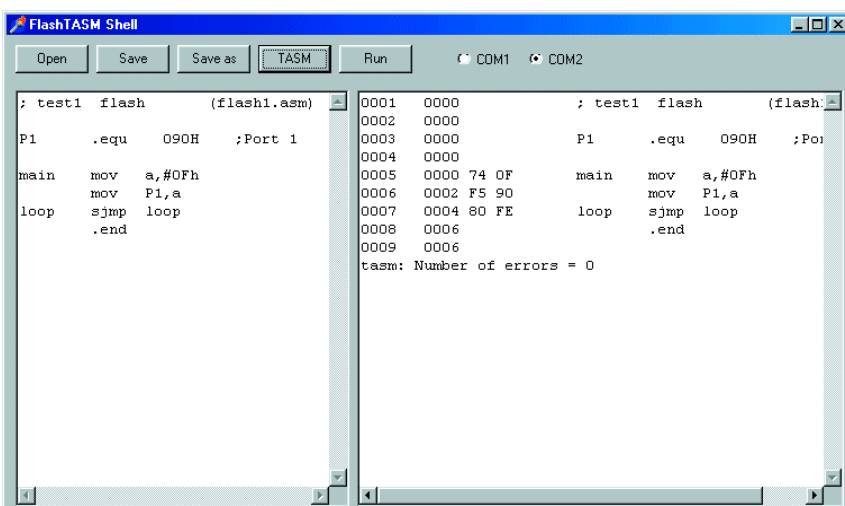 FlashTASM Shell
Open Save Save as TASM Run COM1 COM2
; test1 flash (flash1.asm)
P1 .equ 090H ;Port 1
main mov a,#0Fh
mov P1,a
loop sjmp loop
.end
0001 0000 ; test1 flash (flash
0002 0000
0003 0000 P1 .equ 090H ;Por
0004 0000
0005 0000 74 0F main mov a,#0Fh
0006 0002 F5 90 mov P1,a
0007 0004 80 FE loop sjmp loop
0008 0006 .end
0009 0006
tasm: Number of errors = 0